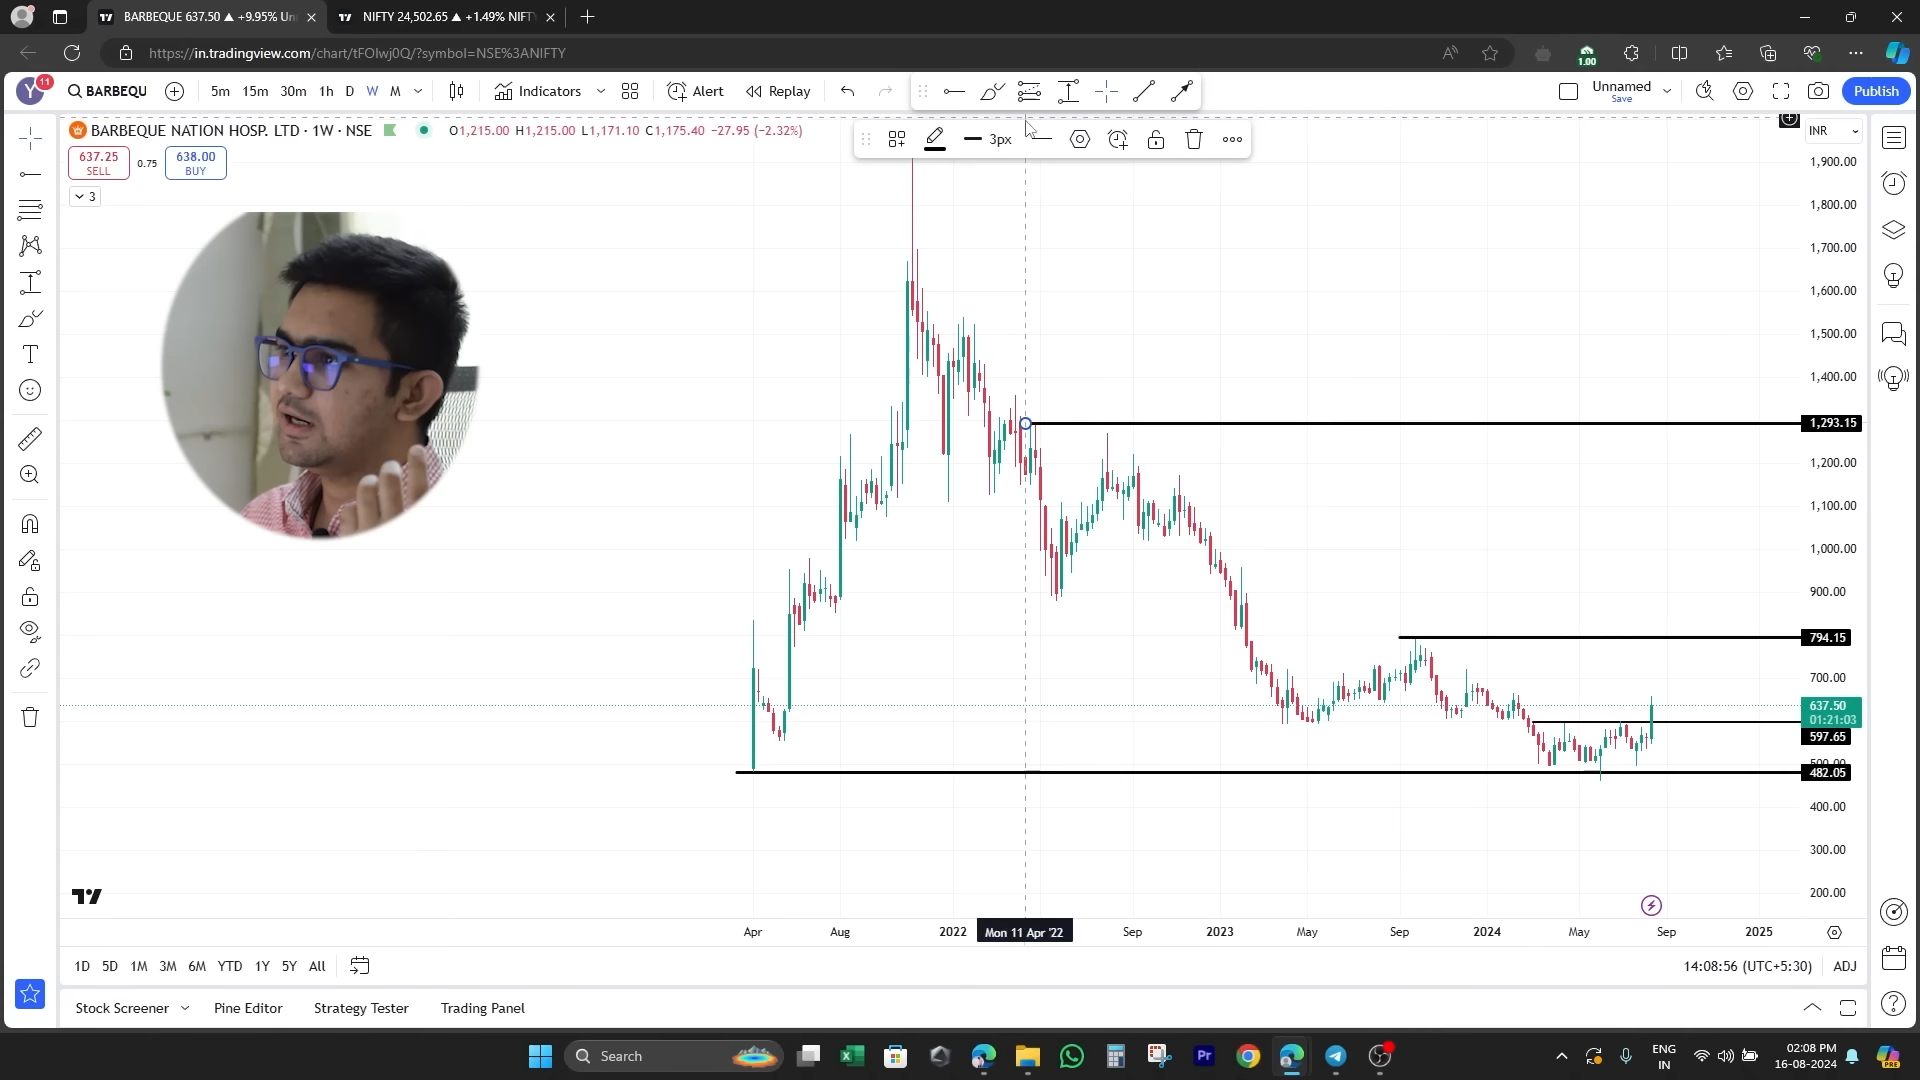 BARBEQUE 637.50 ▲ +9.95% Un
NIFTY 24,502.65 ▲ +1.49% NIFT
https://in.tradingview.com/chart/tFOlwj0Q/?symbol=NSE%3ANIFTY
1.00
Y
11
BARBEQU
5m 15m 30m 1h D W M
Indicators
Alert
Replay
Unnamed
Save
Publish
BARBEQUE NATION HOSP. LTD · 1W · NSE
O1,215.00 H1,215.00 L1,171.10 C1,175.40 −27.95 (−2.32%)
3px
INR
637.25
SELL
0.75
638.00
BUY
3
1,900.00
1,800.00
1,700.00
1,600.00
1,500.00
1,400.00
1,293.15
1,200.00
1,100.00
1,000.00
900.00
794.15
700.00
637.50
01:21:03
597.65
500.00
482.05
400.00
300.00
200.00
Apr Aug 2022 Mon 11 Apr '22 Sep 2023 May Sep 2024 May Sep 2025
1D 5D 1M 3M 6M YTD 1Y 5Y All
14:08:56 (UTC+5:30) ADJ
Stock Screener Pine Editor Strategy Tester Trading Panel
Search
Pr
ENG
IN
02:08 PM
16-08-2024
PRE